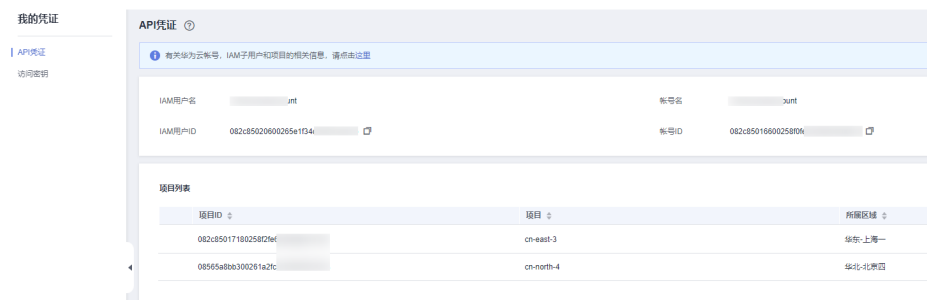 我的凭证
API凭证
访问密钥
API凭证
有关华为云帐号，IAM子用户和项目的相关信息，请点击这里
IAM用户名 unt 帐号名 ount
IAM用户ID 082c85020600265e1f34 帐号ID 082c85016600258f0f
项目列表
项目ID 项目 所属区域
082c85017180258f2fe cn-east-3 华东-上海一
08565a8bb300261a2fc cn-north-4 华北-北京四